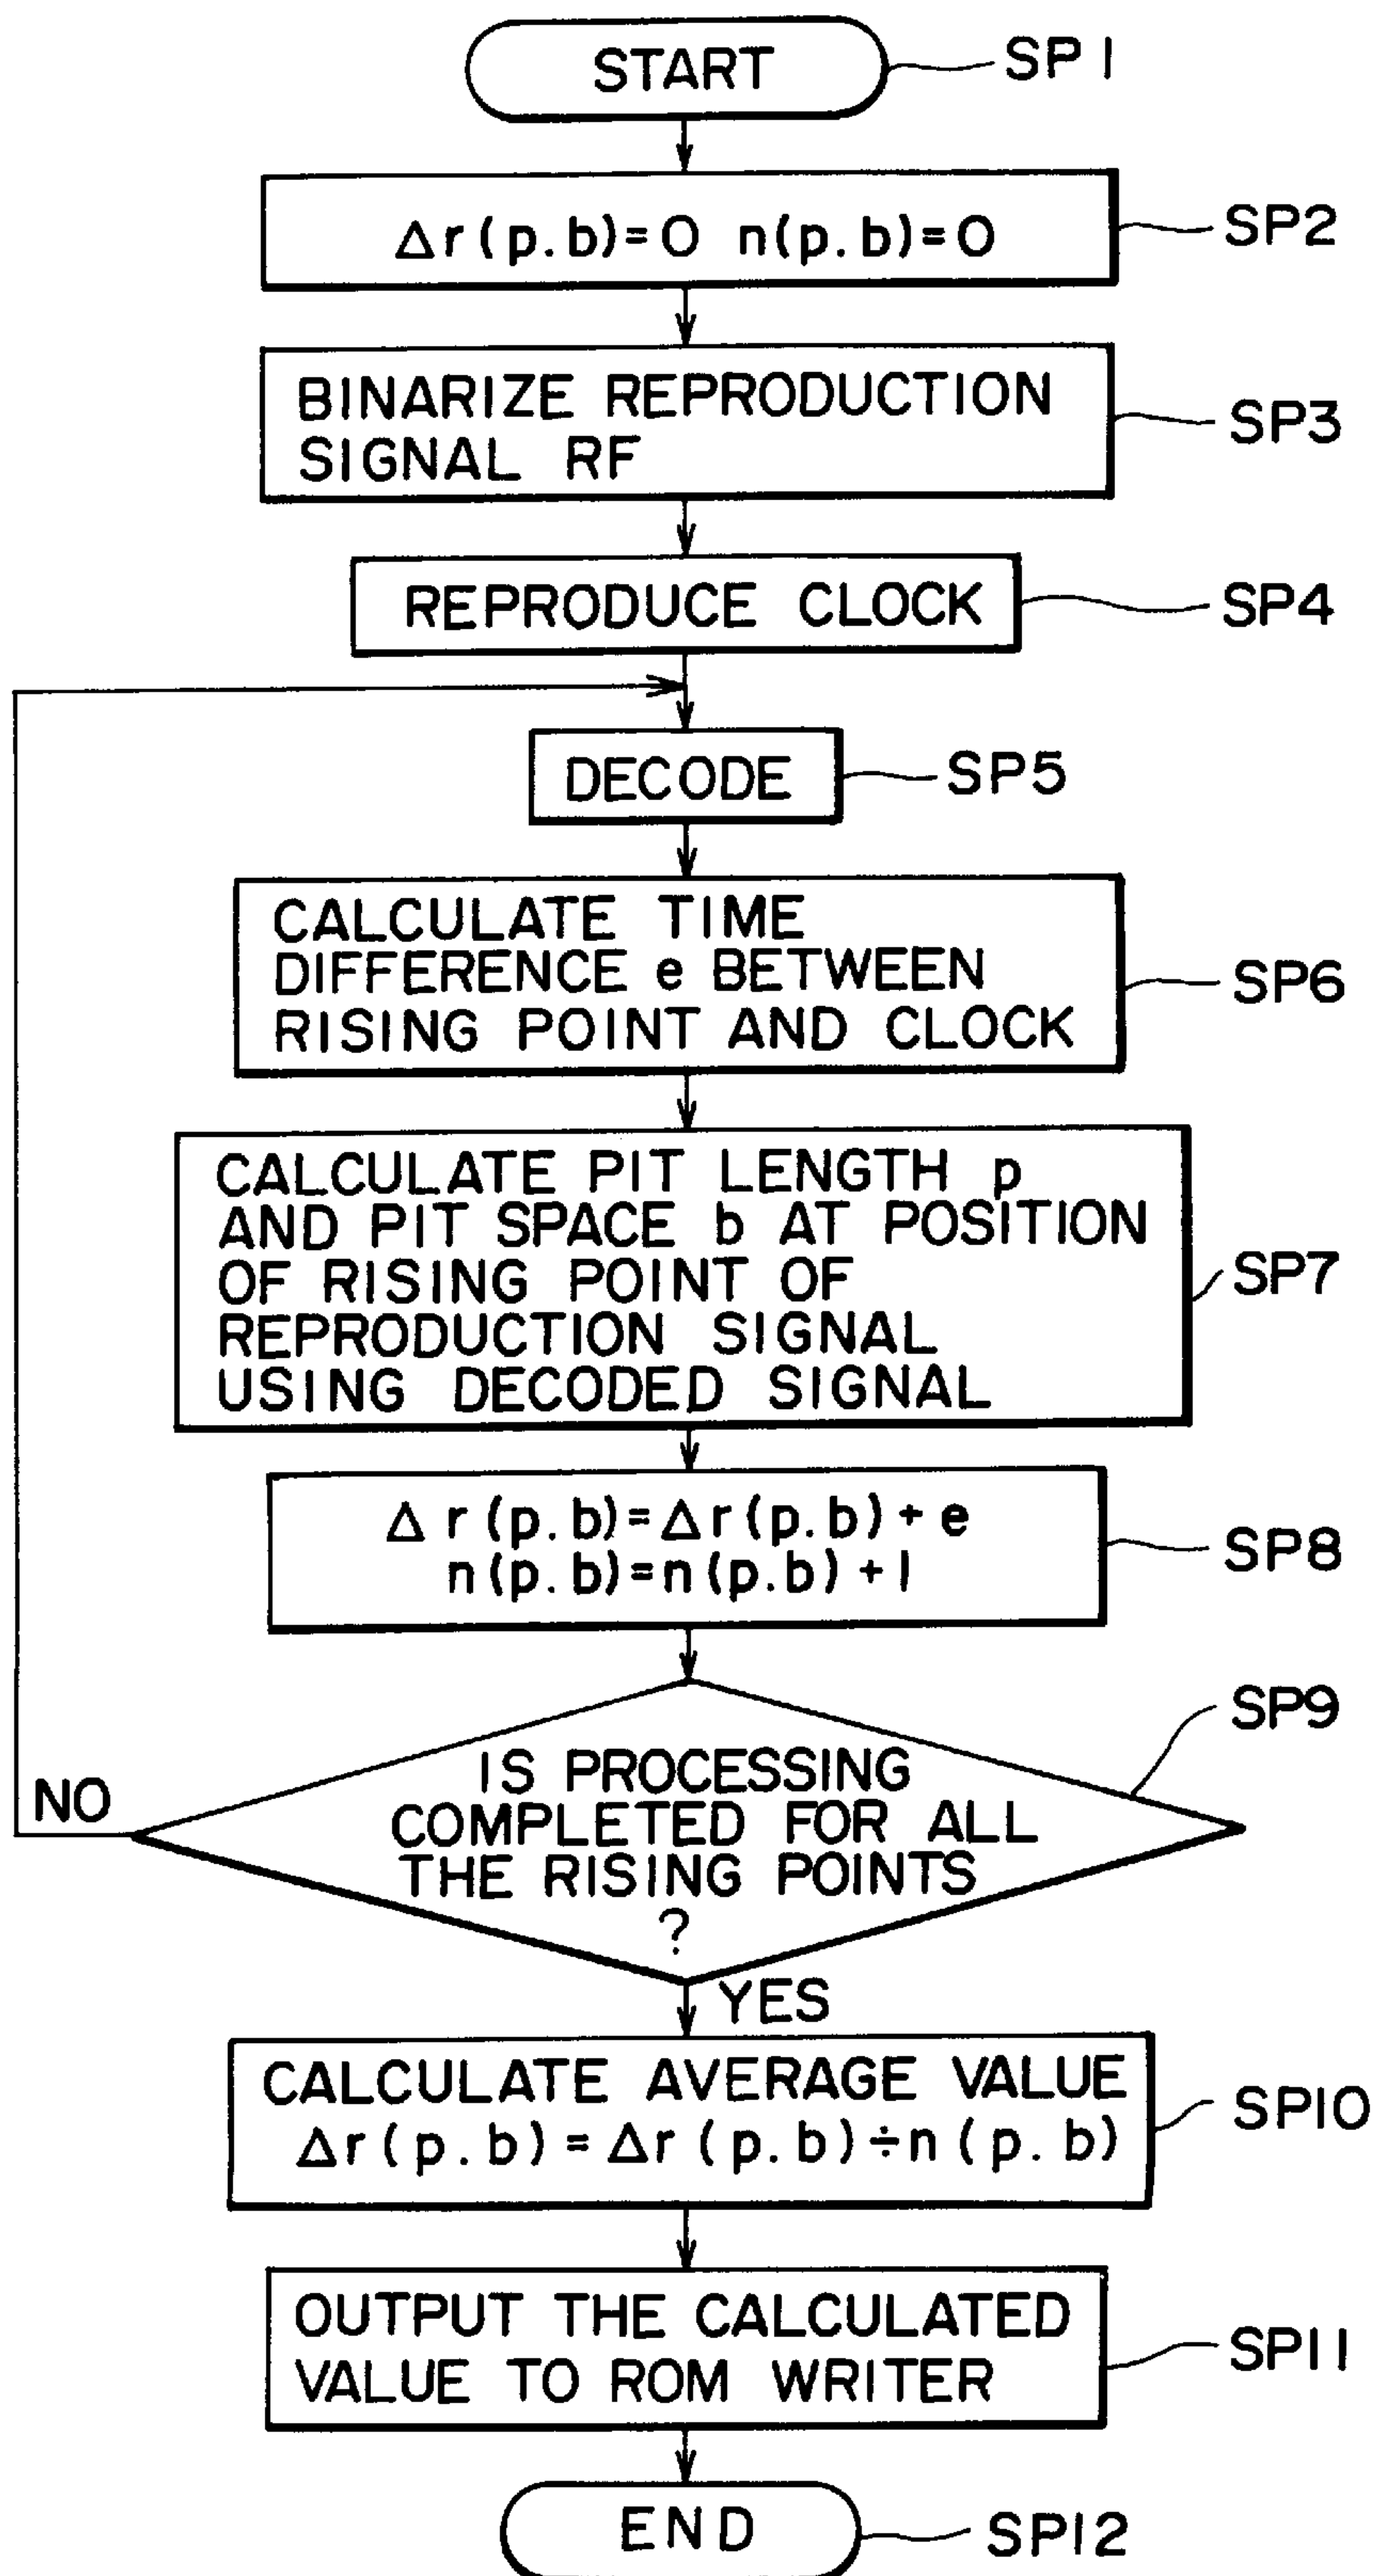 START
SP1
Δr(p.b)=0 n(p.b)=0
SP2
BINARIZE REPRODUCTION
SIGNAL RF
SP3
REPRODUCE CLOCK
SP4
DECODE
SP5
CALCULATE TIME
DIFFERENCE e BETWEEN
RISING POINT AND CLOCK
SP6
CALCULATE PIT LENGTH p
AND PIT SPACE b AT POSITION
OF RISING POINT OF
REPRODUCTION SIGNAL
USING DECODED SIGNAL
SP7
Δr(p.b)=Δr(p.b)+e
n(p.b)=n(p.b)+1
SP8
SP9
IS PROCESSING
COMPLETED FOR ALL
THE RISING POINTS
?
NO
YES
CALCULATE AVERAGE VALUE
Δr(p.b)=Δr(p.b)÷n(p.b)
SP10
OUTPUT THE CALCULATED
VALUE TO ROM WRITER
SP11
END
SP12